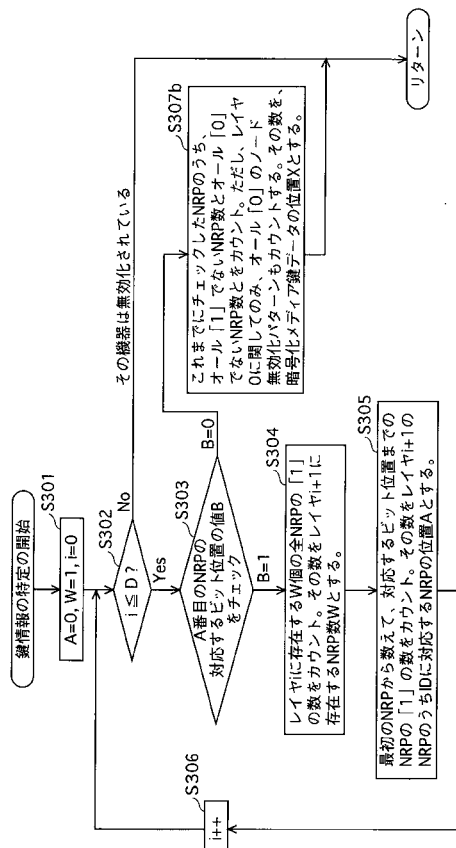 鍵情報の特定の開始
S301
A=0, W=1, i=0
S302
i≦D?
No
その機器は無効化されている
Yes
S303
A番目のNRPの
対応するビット位置の値B
をチェック
B=0
B=1
S307b
これまでにチェックしたNRPのうち、
オール「1」でないNRP数とオール「0」
でないNRP数とをカウント。ただし、レイヤ
0に関してのみ、オール「0」のノード
無効化パターンもカウントする。その数を、
暗号化メディア鍵データの位置Xとする。
S304
レイヤiに存在するW個の全NRPの「1」
の数をカウント。その数をレイヤi+1に
存在するNRP数Wとする。
S305
最初のNRPから数えて、対応するビット位置までの
NRPの「1」の数をカウント。その数をレイヤi+1の
NRPのうちIDに対応するNRPの位置Aとする。
S306
i++
リターン